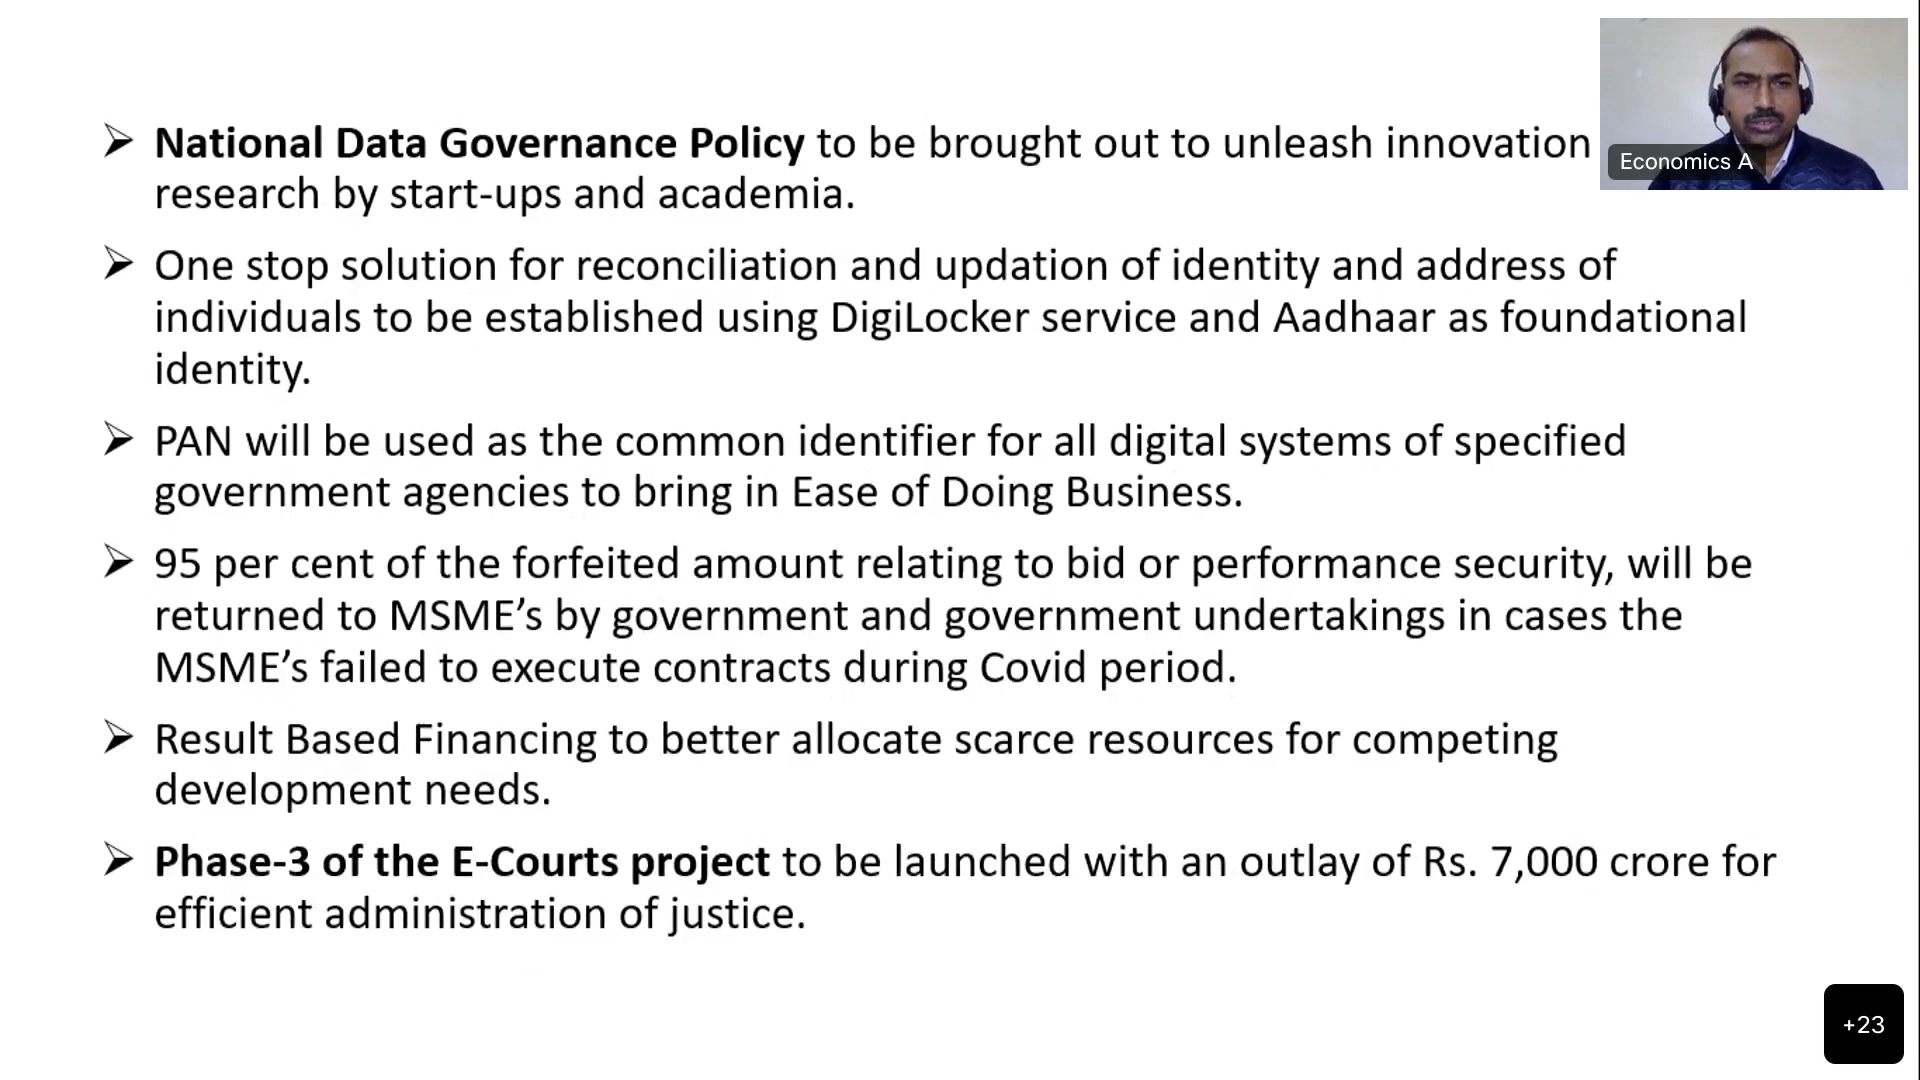 National Data Governance Policy to be brought out to unleash innovation
research by start-ups and academia.
One stop solution for reconciliation and updation of identity and address of
individuals to be established using DigiLocker service and Aadhaar as foundational
identity.
PAN will be used as the common identifier for all digital systems of specified
government agencies to bring in Ease of Doing Business.
95 per cent of the forfeited amount relating to bid or performance security, will be
returned to MSME’s by government and government undertakings in cases the
MSME’s failed to execute contracts during Covid period.
Result Based Financing to better allocate scarce resources for competing
development needs.
Phase-3 of the E-Courts project to be launched with an outlay of Rs. 7,000 crore for
efficient administration of justice.
Economics A
+23